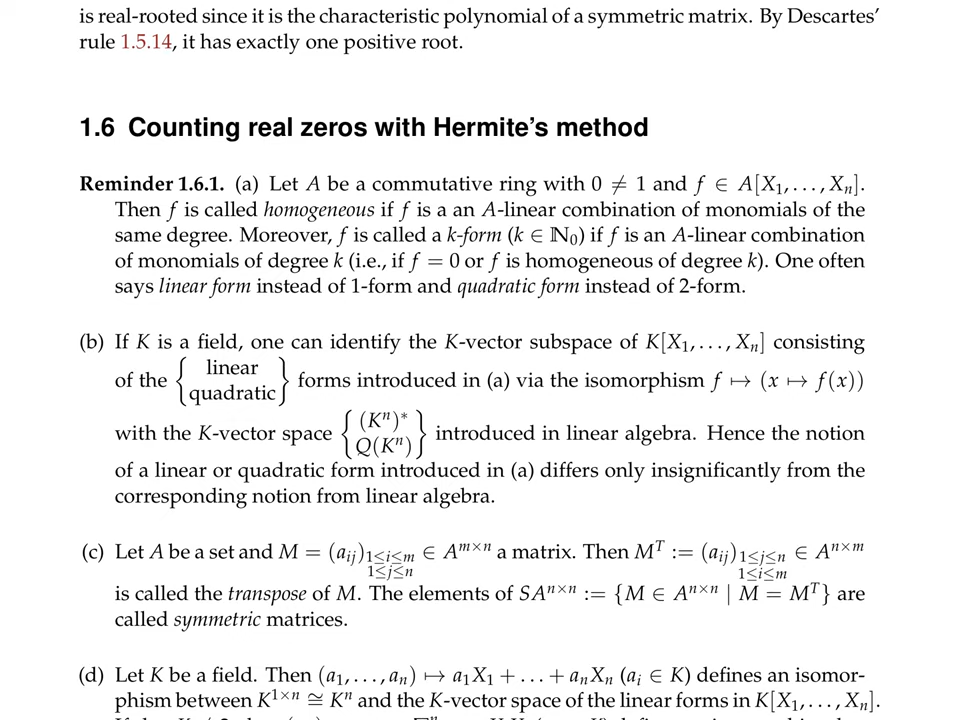 is real-rooted since it is the characteristic polynomial of a symmetric matrix. By Descartes’
rule 1.5.14, it has exactly one positive root.
1.6 Counting real zeros with Hermite’s method
Reminder 1.6.1. (a) Let A be a commutative ring with 0 ≠ 1 and f ∈ A[X₁, . . . , Xₙ].
Then f is called homogeneous if f is a an A-linear combination of monomials of the
same degree. Moreover, f is called a k-form (k ∈ ℕ₀) if f is an A-linear combination
of monomials of degree k (i.e., if f = 0 or f is homogeneous of degree k). One often
says linear form instead of 1-form and quadratic form instead of 2-form.
(b) If K is a field, one can identify the K-vector subspace of K[X₁, . . . , Xₙ] consisting
of the { linear quadratic } forms introduced in (a) via the isomorphism f ↦ (x ↦ f(x))
with the K-vector space { (Kⁿ)* Q(Kⁿ) } introduced in linear algebra. Hence the notion
of a linear or quadratic form introduced in (a) differs only insignificantly from the
corresponding notion from linear algebra.
(c) Let A be a set and M = (aᵢⱼ)1≤i≤m 1≤j≤n ∈ Aᵐˣⁿ a matrix. Then Mᵀ := (aᵢⱼ)1≤j≤n 1≤i≤m ∈ Aⁿˣᵐ
is called the transpose of M. The elements of SAⁿˣⁿ := {M ∈ Aⁿˣⁿ | M = Mᵀ} are
called symmetric matrices.
(d) Let K be a field. Then (a₁, . . . , aₙ) ↦ a₁X₁ + . . . + aₙXₙ (aᵢ ∈ K) defines an isomor-
phism between K¹ˣⁿ ≅ Kⁿ and the K-vector space of the linear forms in K[X₁, . . . , Xₙ].